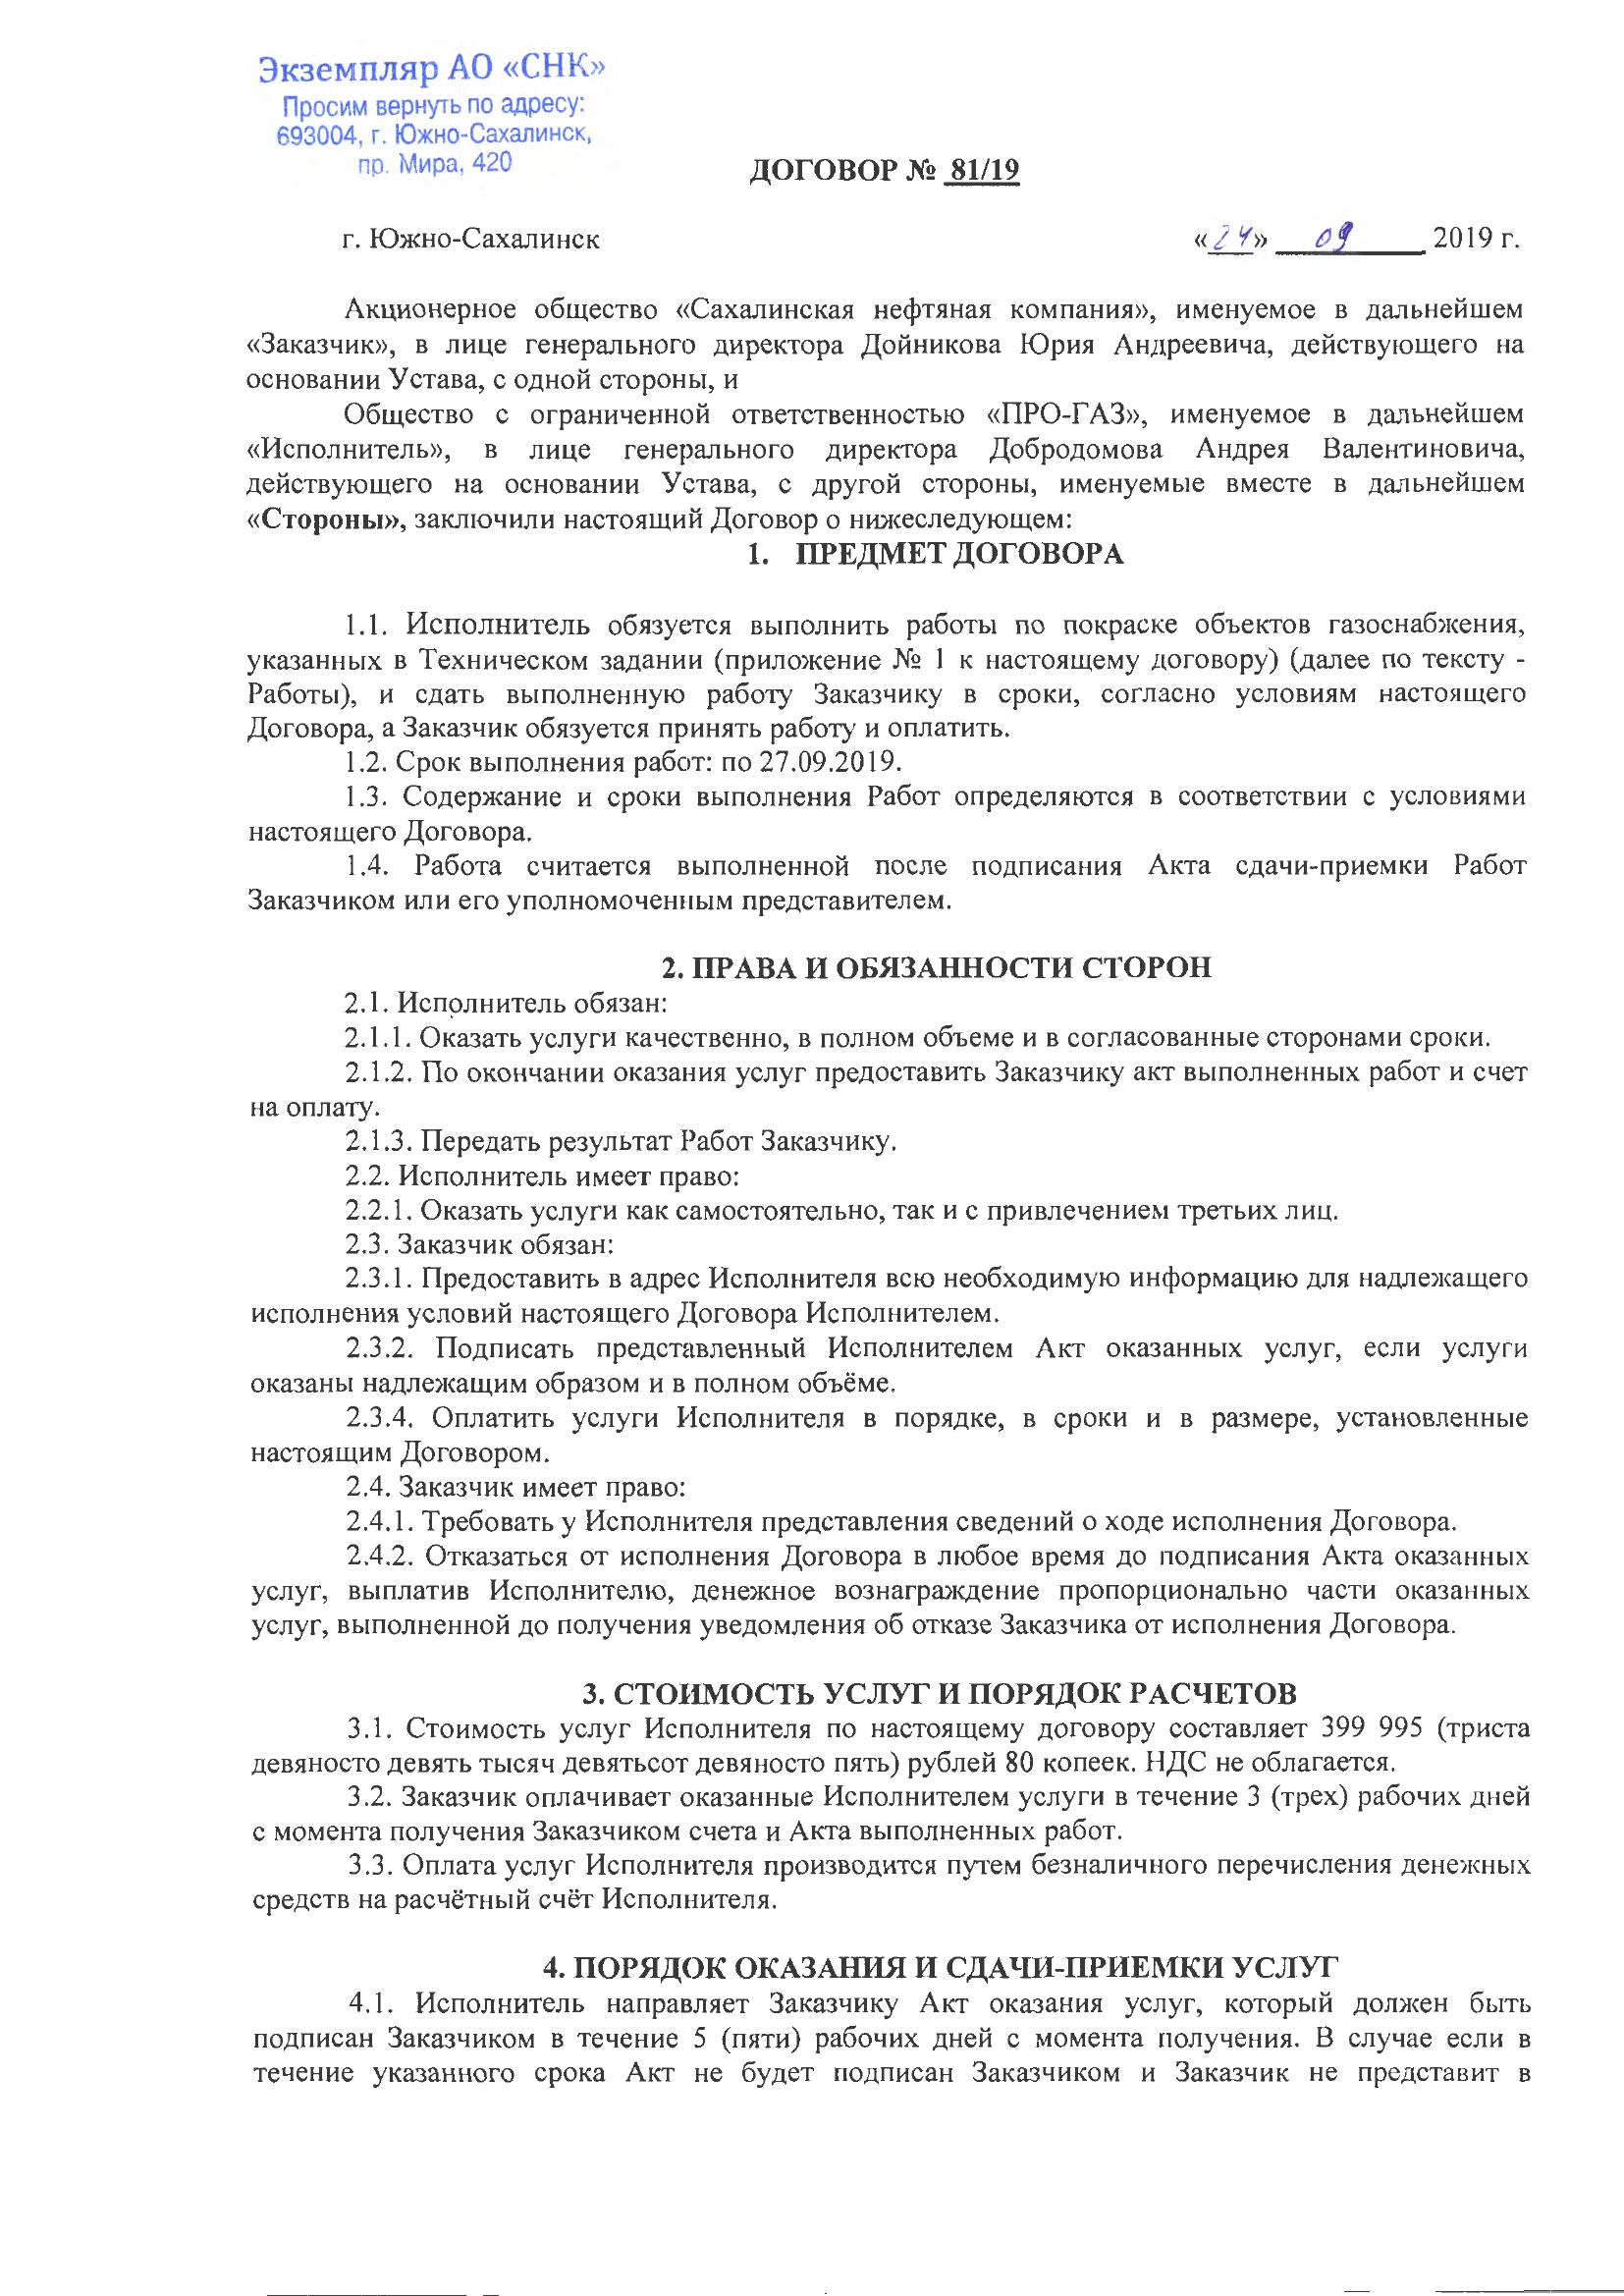 Экземпляр АО «СНК»
Просим вернуть по адресу:
693004, г. Южно-Сахалинск,
пр. Мира, 420
ДОГОВОР № 81/19
г. Южно-Сахалинск «24» 09 2019 г.
Акционерное общество «Сахалинская нефтяная компания», именуемое в дальнейшем
«Заказчик», в лице генерального директора Дойникова Юрия Андреевича, действующего на
основании Устава, с одной стороны, и
Общество с ограниченной ответственностью «ПРО-ГАЗ», именуемое в дальнейшем
«Исполнитель», в лице генерального директора Добродомова Андрея Валентиновича,
действующего на основании Устава, с другой стороны, именуемые вместе в дальнейшем
«Стороны», заключили настоящий Договор о нижеследующем:
1. ПРЕДМЕТ ДОГОВОРА
1.1. Исполнитель обязуется выполнить работы по покраске объектов газоснабжения,
указанных в Техническом задании (приложение № 1 к настоящему договору) (далее по тексту -
Работы), и сдать выполненную работу Заказчику в сроки, согласно условиям настоящего
Договора, а Заказчик обязуется принять работу и оплатить.
1.2. Срок выполнения работ: по 27.09.2019.
1.3. Содержание и сроки выполнения Работ определяются в соответствии с условиями
настоящего Договора.
1.4. Работа считается выполненной после подписания Акта сдачи-приемки Работ
Заказчиком или его уполномоченным представителем.
2. ПРАВА И ОБЯЗАННОСТИ СТОРОН
2.1. Исполнитель обязан:
2.1.1. Оказать услуги качественно, в полном объеме и в согласованные сторонами сроки.
2.1.2. По окончании оказания услуг предоставить Заказчику акт выполненных работ и счет
на оплату.
2.1.3. Передать результат Работ Заказчику.
2.2. Исполнитель имеет право:
2.2.1. Оказать услуги как самостоятельно, так и с привлечением третьих лиц.
2.3. Заказчик обязан:
2.3.1. Предоставить в адрес Исполнителя всю необходимую информацию для надлежащего
исполнения условий настоящего Договора Исполнителем.
2.3.2. Подписать представленный Исполнителем Акт оказанных услуг, если услуги
оказаны надлежащим образом и в полном объёме.
2.3.4. Оплатить услуги Исполнителя в порядке, в сроки и в размере, установленные
настоящим Договором.
2.4. Заказчик имеет право:
2.4.1. Требовать у Исполнителя представления сведений о ходе исполнения Договора.
2.4.2. Отказаться от исполнения Договора в любое время до подписания Акта оказанных
услуг, выплатив Исполнителю, денежное вознаграждение пропорционально части оказанных
услуг, выполненной до получения уведомления об отказе Заказчика от исполнения Договора.
3. СТОИМОСТЬ УСЛУГ И ПОРЯДОК РАСЧЕТОВ
3.1. Стоимость услуг Исполнителя по настоящему договору составляет 399 995 (триста
девяносто девять тысяч девятьсот девяносто пять) рублей 80 копеек. НДС не облагается.
3.2. Заказчик оплачивает оказанные Исполнителем услуги в течение 3 (трех) рабочих дней
с момента получения Заказчиком счета и Акта выполненных работ.
3.3. Оплата услуг Исполнителя производится путем безналичного перечисления денежных
средств на расчётный счёт Исполнителя.
4. ПОРЯДОК ОКАЗАНИЯ И СДАЧИ-ПРИЕМКИ УСЛУГ
4.1. Исполнитель направляет Заказчику Акт оказания услуг, который должен быть
подписан Заказчиком в течение 5 (пяти) рабочих дней с момента получения. В случае если в
течение указанного срока Акт не будет подписан Заказчиком и Заказчик не представит в